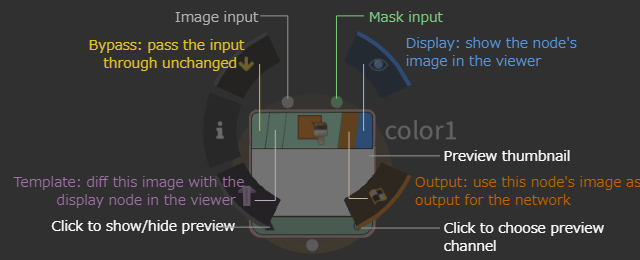 Image input
Mask input
Bypass: pass the input
through unchanged
Display: show the node's
image in the viewer
color1
Preview thumbnail
Template: diff this image with the
display node in the viewer
Output: use this node's image as
output for the network
Click to show/hide preview
Click to choose preview
channel